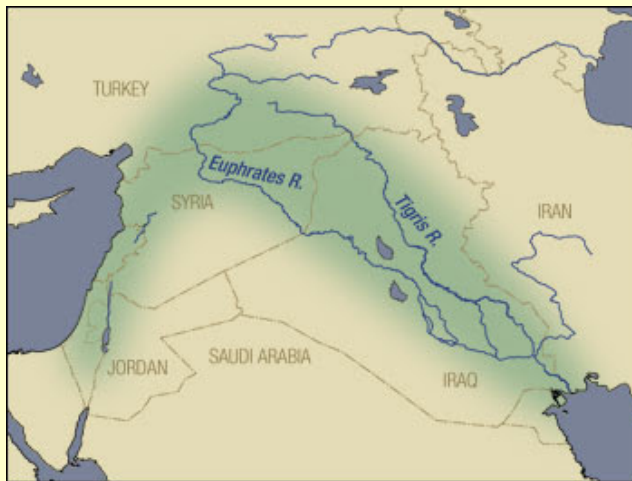 TURKEY
Euphrates R.
SYRIA
Tigris R.
IRAN
JORDAN
SAUDI ARABIA
IRAQ